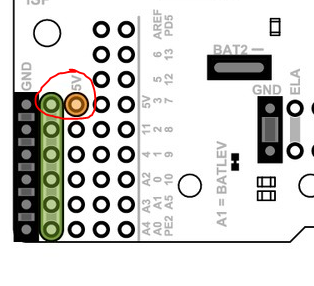 ISP
AREF
PD5
6
13
5
12
5V
3
7
11
2
8
4
1
9
A2
0
10
A3
A1
A5
A4
A0
PE2
GND
5V
BAT2
GND
ELA
A1 = BATLEV